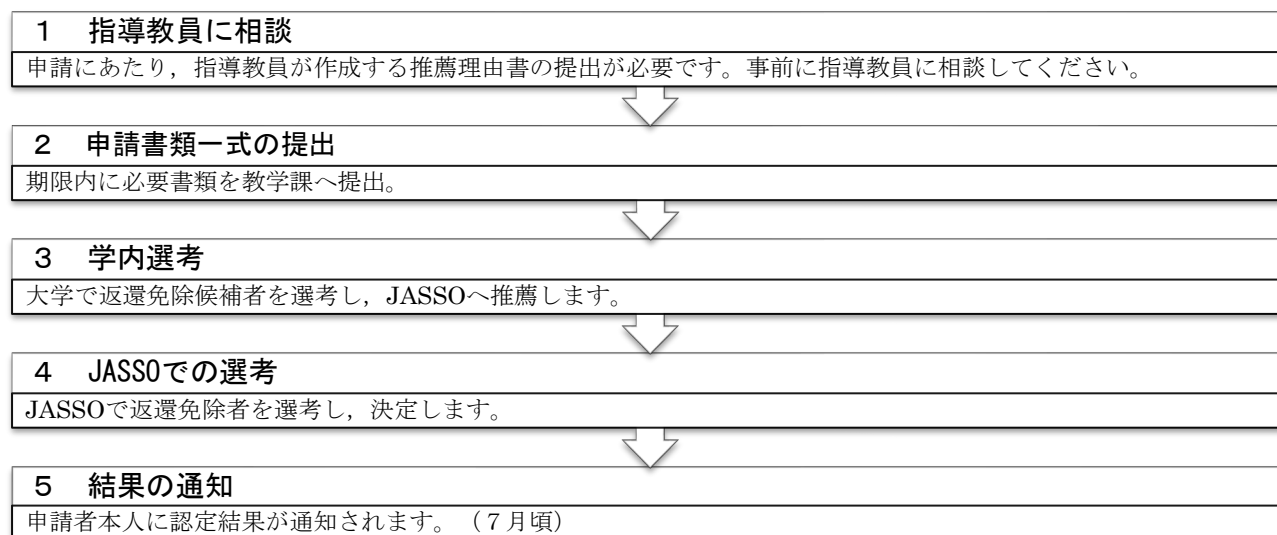 １　指導教員に相談
申請にあたり，指導教員が作成する推薦理由書の提出が必要です。事前に指導教員に相談してください。
２　申請書類一式の提出
期限内に必要書類を教学課へ提出。
３　学内選考
大学で返還免除候補者を選考し，JASSOへ推薦します。
４　JASSOでの選考
JASSOで返還免除者を選考し，決定します。
５　結果の通知
申請者本人に認定結果が通知されます。（７月頃）